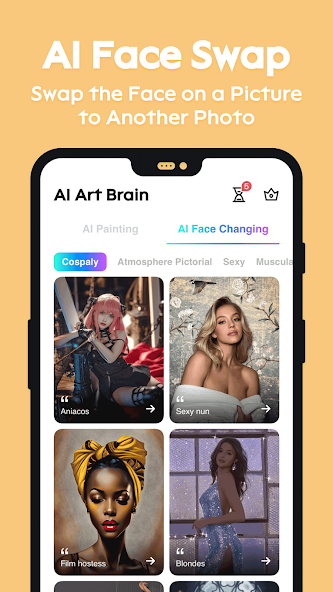 AI Face Swap
Swap the Face on a Picture
to Another Photo
AI Art Brain
5
AI Painting
AI Face Changing
Cospaly
Atmosphere Pictorial
Sexy
Muscula
“
Aniacos
“
Sexy nun
“
Film hostess
“
Blondes